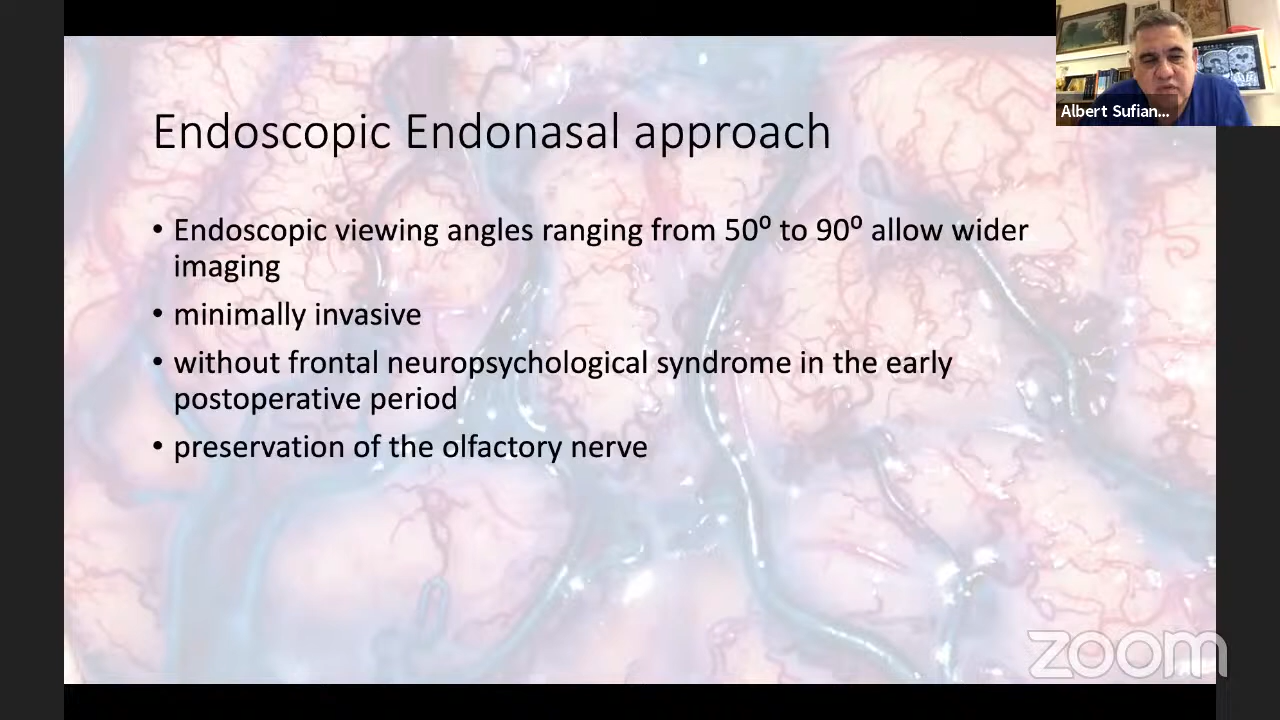 Albert Sufian...
Endoscopic Endonasal approach
• Endoscopic viewing angles ranging from 50⁰ to 90⁰ allow wider
imaging
• minimally invasive
• without frontal neuropsychological syndrome in the early
postoperative period
• preservation of the olfactory nerve
zoom